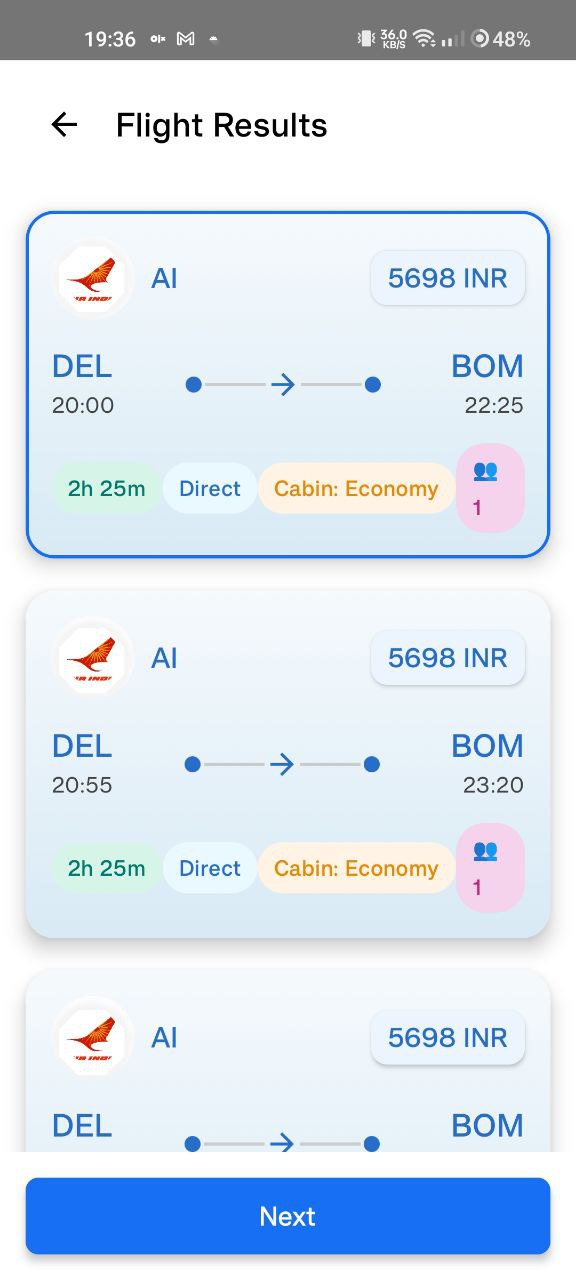 19:36
36.0
KB/S
48%
Flight Results
AI
5698 INR
DEL
BOM
20:00
22:25
2h 25m
Direct
Cabin: Economy
1
AI
5698 INR
DEL
BOM
20:55
23:20
2h 25m
Direct
Cabin: Economy
1
AI
5698 INR
DEL
BOM
Next